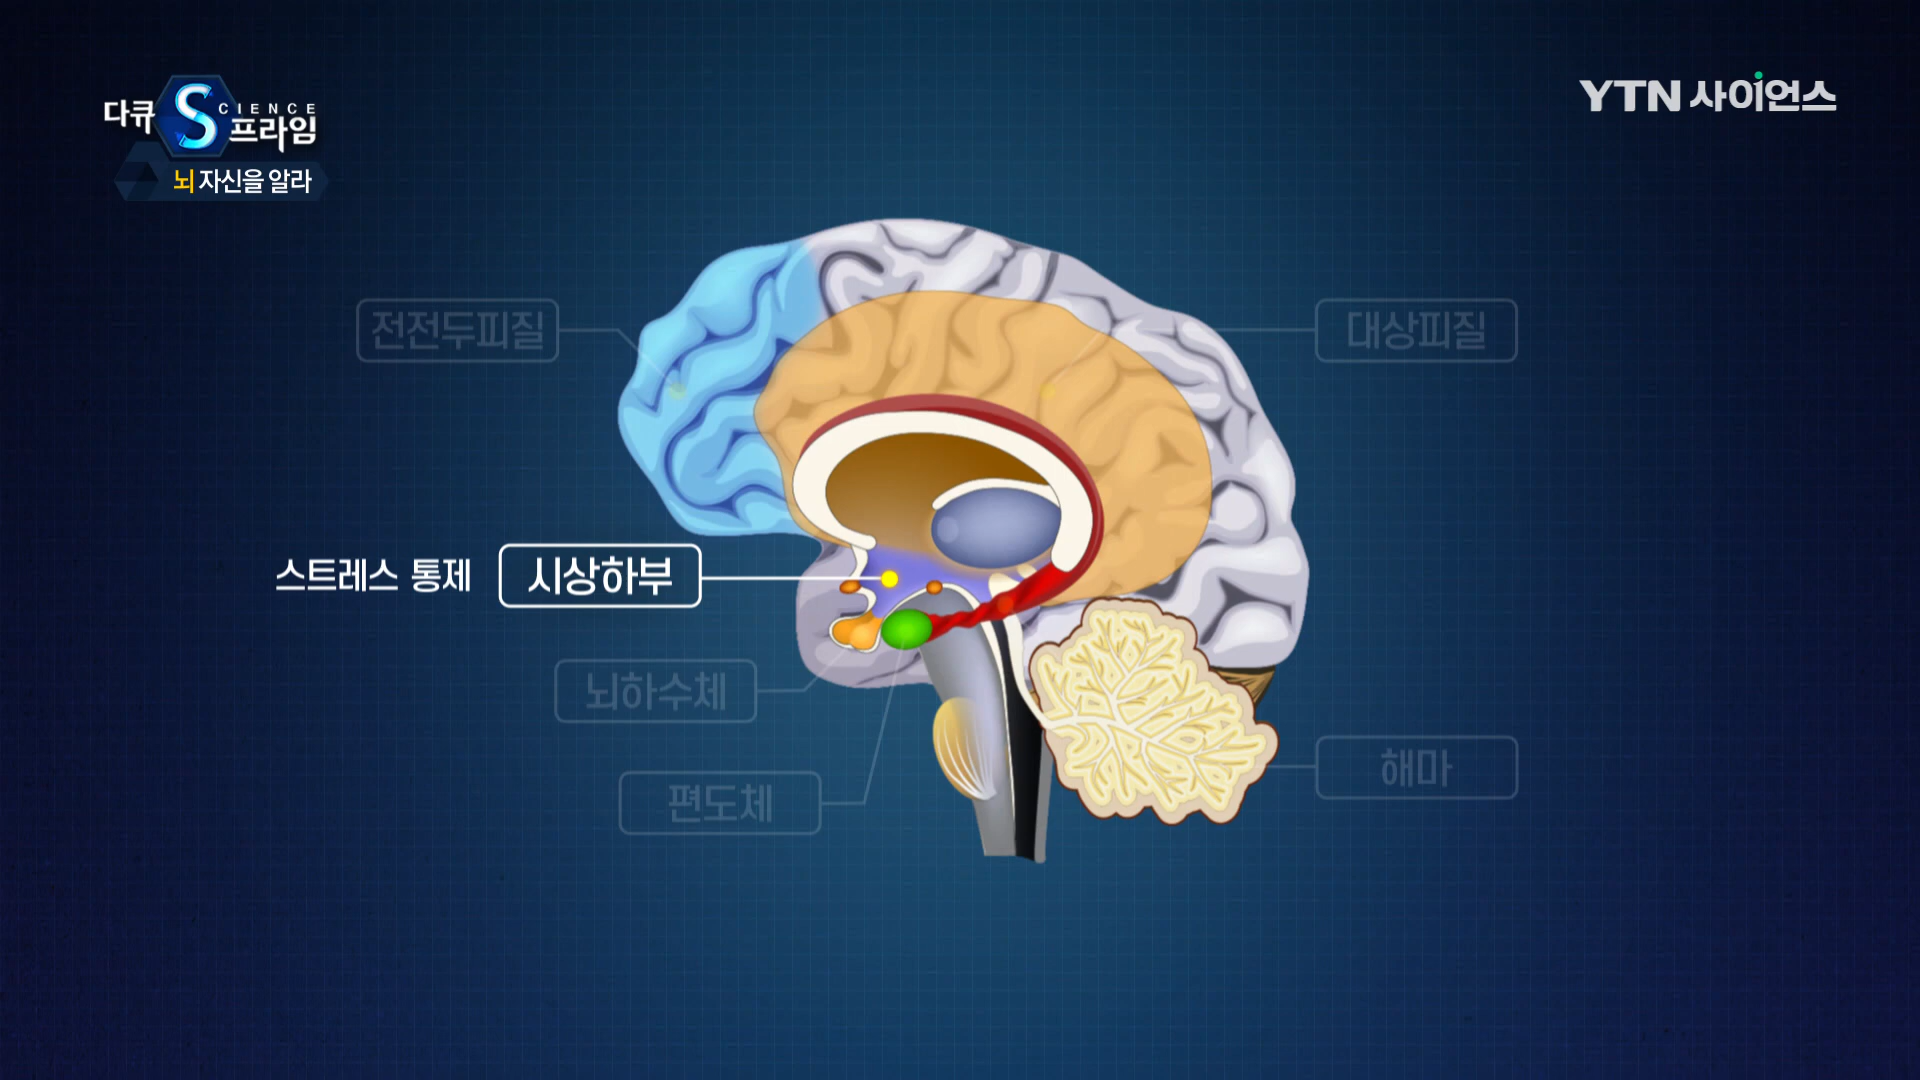 다큐 S CIENCE 프라임
뇌 자신을 알라
YTN 사이언스
전전두피질
대상피질
스트레스 통제 시상하부
뇌하수체
편도체
해마